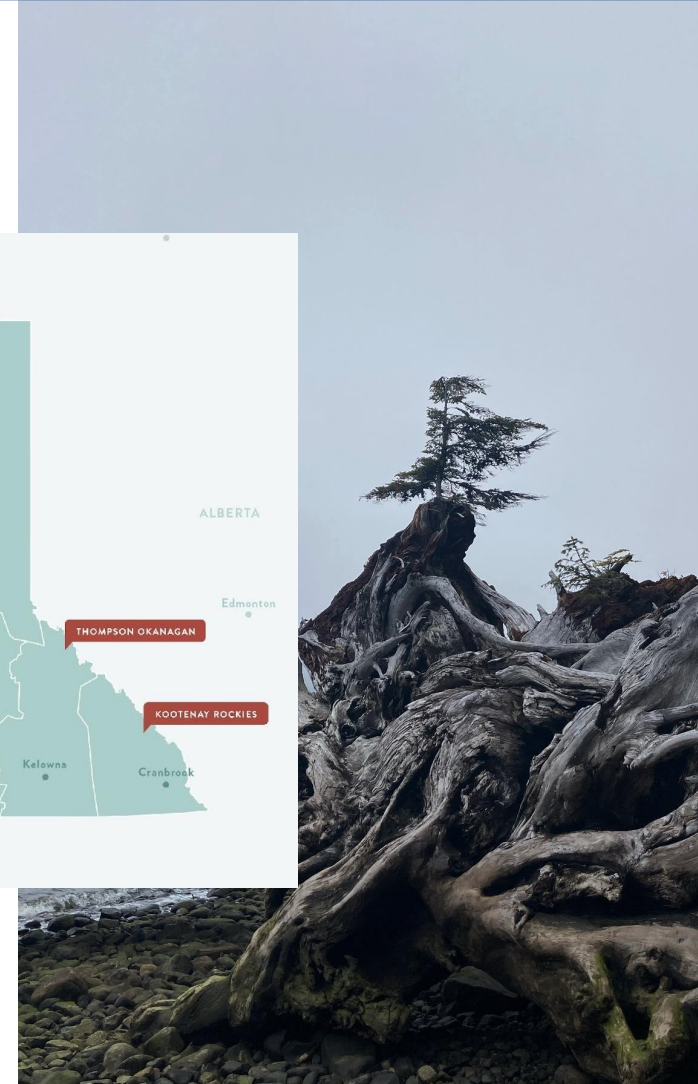 ALBERTA
Edmonton
THOMPSON OKANAGAN
KOOTENAY ROCKIES
Kelowna
Cranbrook